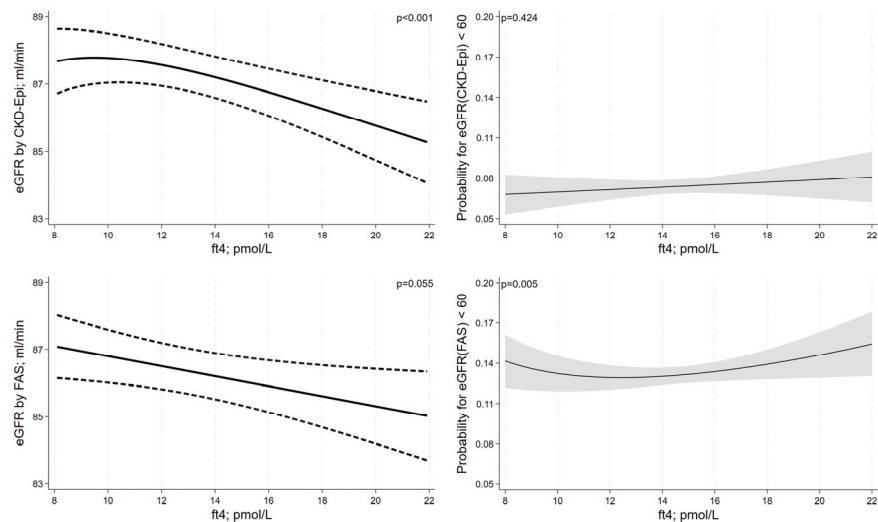 p<0.001
eGFR by CKD-Epi; ml/min
89
87
85
83
8 10 12 14 16 18 20 22
ft4; pmol/L
p=0.424
Probability for eGFR(CKD-Epi) < 60
0.20
0.17
0.14
0.11
0.08
0.05
8 10 12 14 16 18 20 22
ft4; pmol/L
p=0.055
eGFR by FAS; ml/min
89
87
85
83
8 10 12 14 16 18 20 22
ft4; pmol/L
p=0.005
Probability for eGFR(FAS) < 60
0.20
0.17
0.14
0.11
0.08
0.05
8 10 12 14 16 18 20 22
ft4; pmol/L